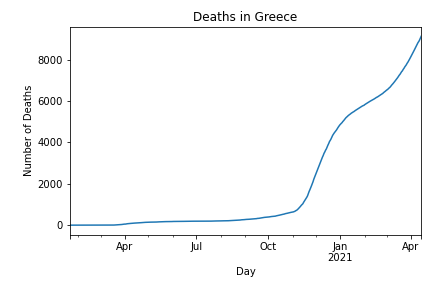 Deaths in Greece
Number of Deaths
8000
6000
4000
2000
0
Apr Jul Oct Jan Apr
2021
Day